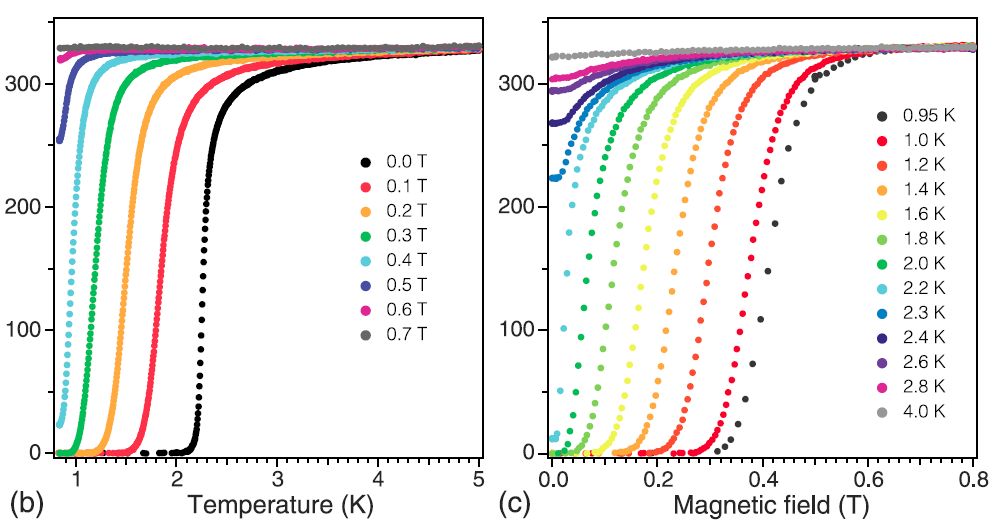 300
200
100
0
0.0 T
0.1 T
0.2 T
0.3 T
0.4 T
0.5 T
0.6 T
0.7 T
1 2 3 4 5
(b) Temperature (K)
300
200
100
0
0.95 K
1.0 K
1.2 K
1.4 K
1.6 K
1.8 K
2.0 K
2.2 K
2.3 K
2.4 K
2.6 K
2.8 K
4.0 K
0.0 0.2 0.4 0.6 0.8
(c) Magnetic field (T)